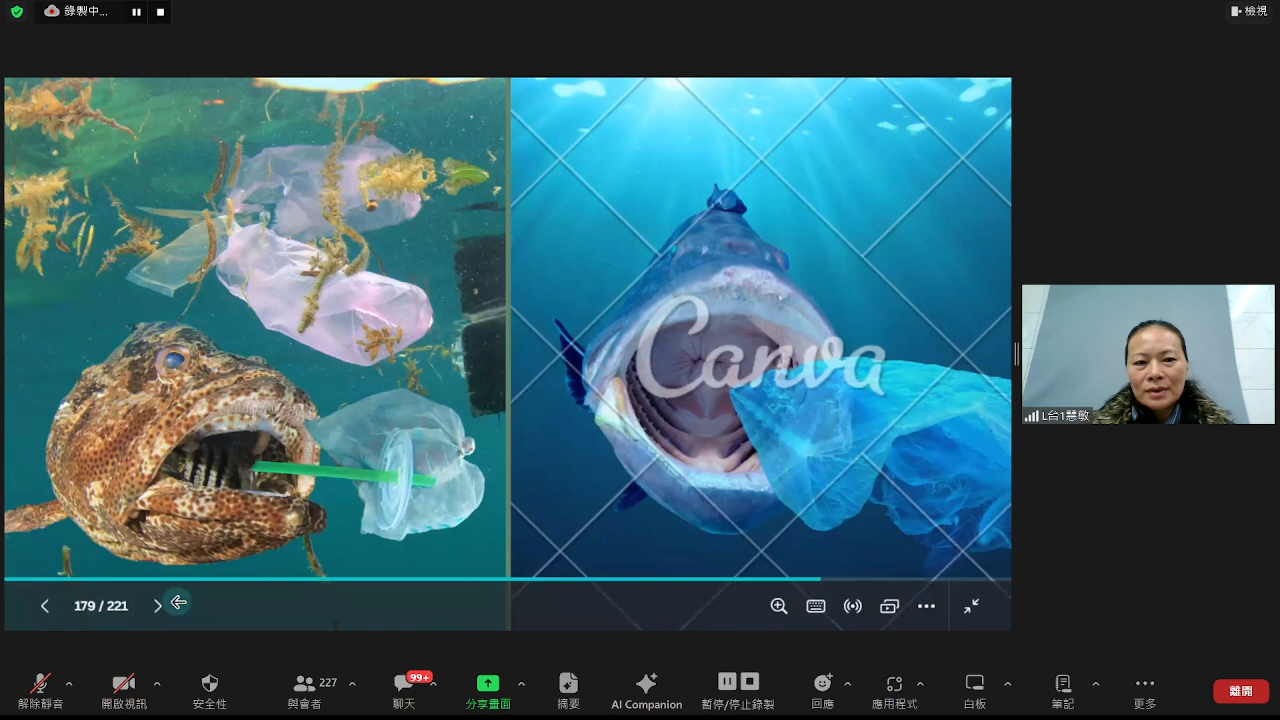 錄製中...
檢視
Canva
L台1慧敏
179 / 221
227
99+
解除靜音
開啟視訊
安全性
與會者
聊天
分享畫面
摘要
AI Companion
暫停/停止錄製
回應
應用程式
白板
筆記
更多
離開